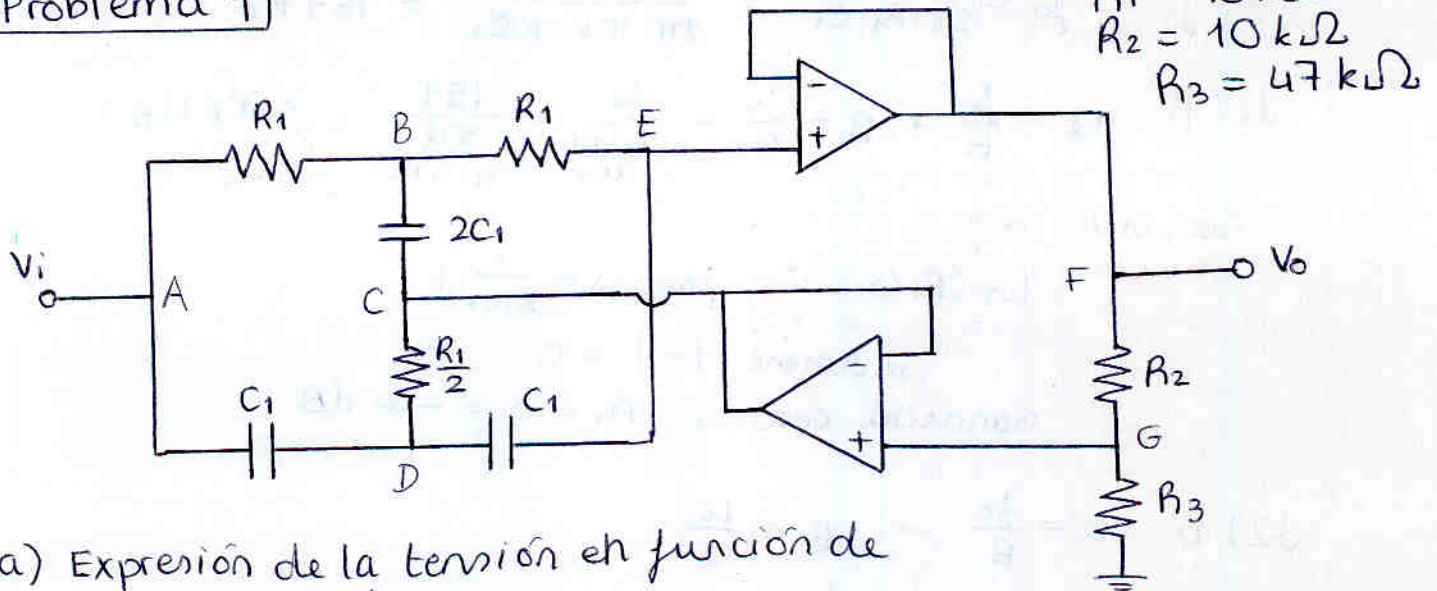 Problema 1
R2 = 10 kΩ
R3 = 47 kΩ
R1
B
R1
E
-
+
2C1
Vi
A
C
F
Vo
R1/2
R2
C1
C1
-
+
G
D
R3
a) Expresión de la tensión en función de